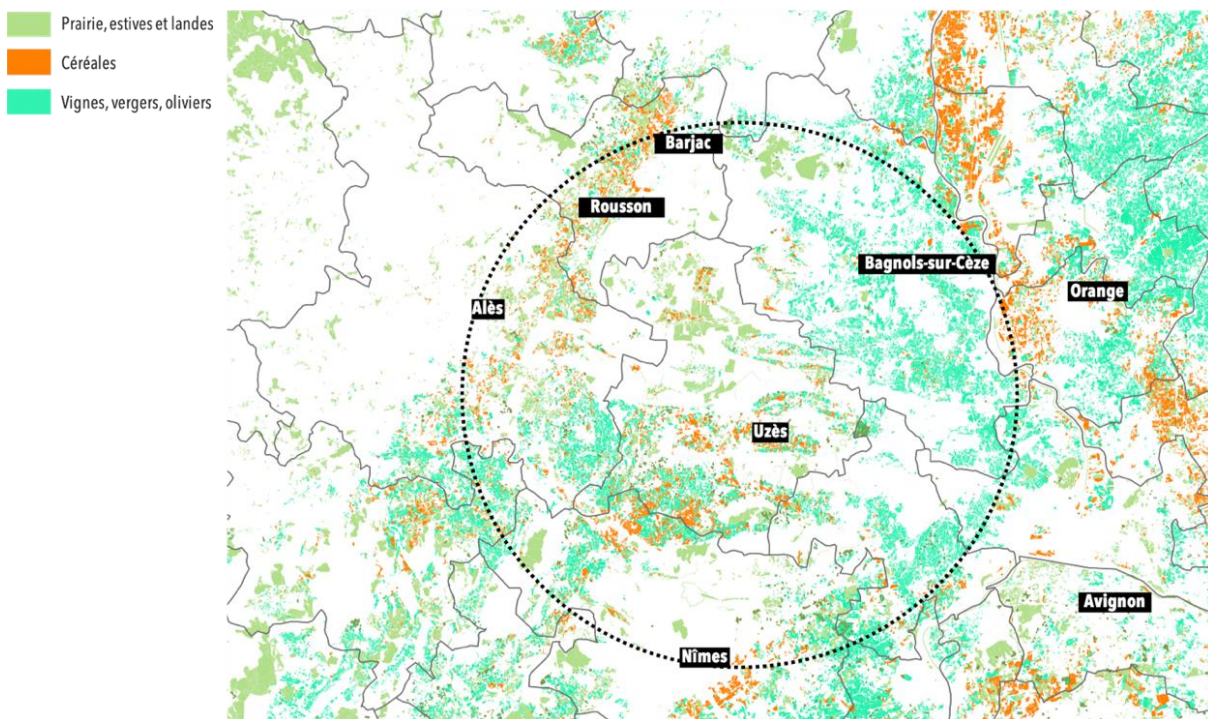 Prairie, estives et landes
Céréales
Vignes, vergers, oliviers
Barjac
Rousson
Bagnols-sur-Cèze
Orange
Alès
Uzès
Avignon
Nîmes